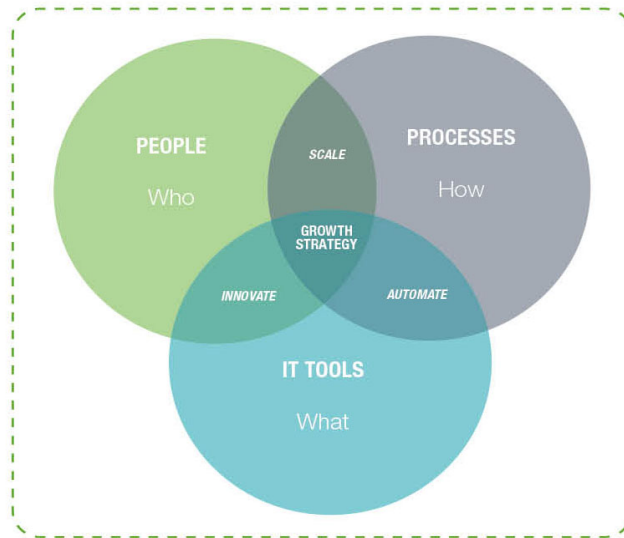 PEOPLE
Who
SCALE
PROCESSES
How
GROWTH
STRATEGY
INNOVATE
AUTOMATE
IT TOOLS
What